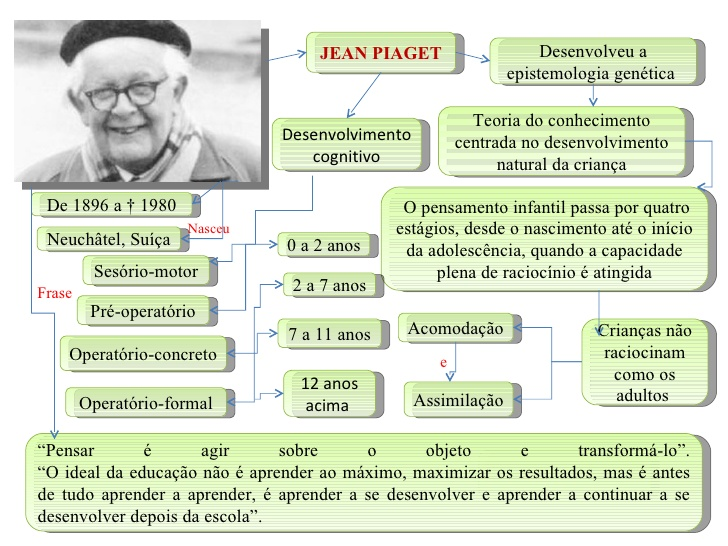 JEAN PIAGET
Desenvolveu a
epistemologia genética
Desenvolvimento
cognitivo
Teoria do conhecimento
centrada no desenvolvimento
natural da criança
De 1896 a † 1980
Nasceu
Neuchâtel, Suíça
O pensamento infantil passa por quatro
estágios, desde o nascimento até o início
da adolescência, quando a capacidade
plena de raciocínio é atingida
Sesório-motor
0 a 2 anos
Frase
Pré-operatório
2 a 7 anos
Operatório-concreto
7 a 11 anos
Operatório-formal
12 anos
acima
Acomodação
e
Assimilação
Crianças não
raciocinam
como os
adultos
“Pensar é agir sobre o objeto e transformá-lo”.
“O ideal da educação não é aprender ao máximo, maximizar os resultados, mas é antes
de tudo aprender a aprender, é aprender a se desenvolver e aprender a continuar a se
desenvolver depois da escola”.